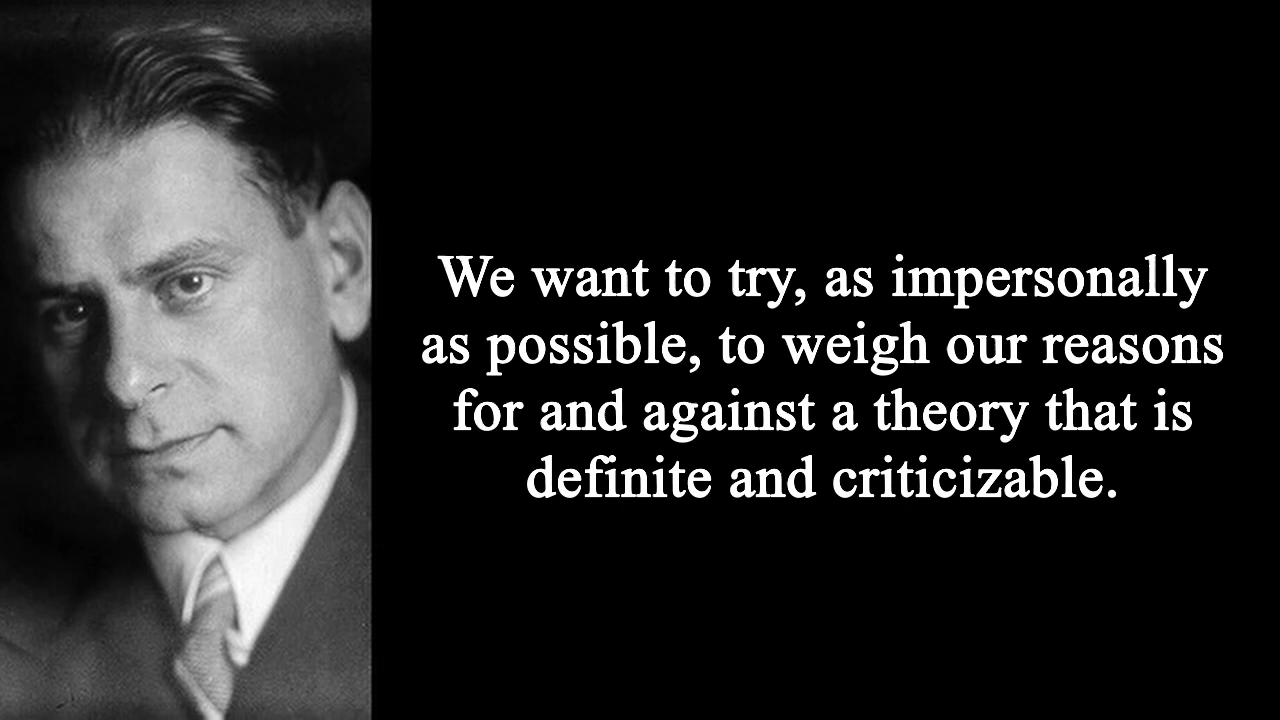 We want to try, as impersonally
as possible, to weigh our reasons
for and against a theory that is
definite and criticizable.